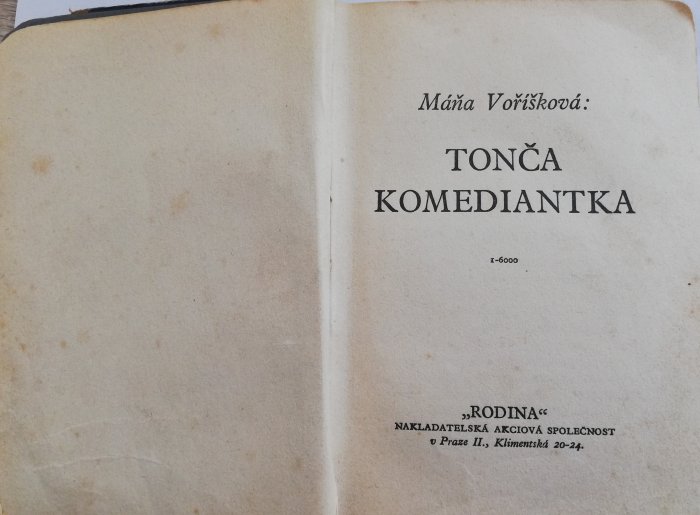 Máňa Voříšková:
TONČA
KOMEDIANTKA
1-6000
„RODINA“
NAKLADATELSKÁ AKCIOVÁ SPOLEČNOST
v Praze II., Klimentská 20-24.